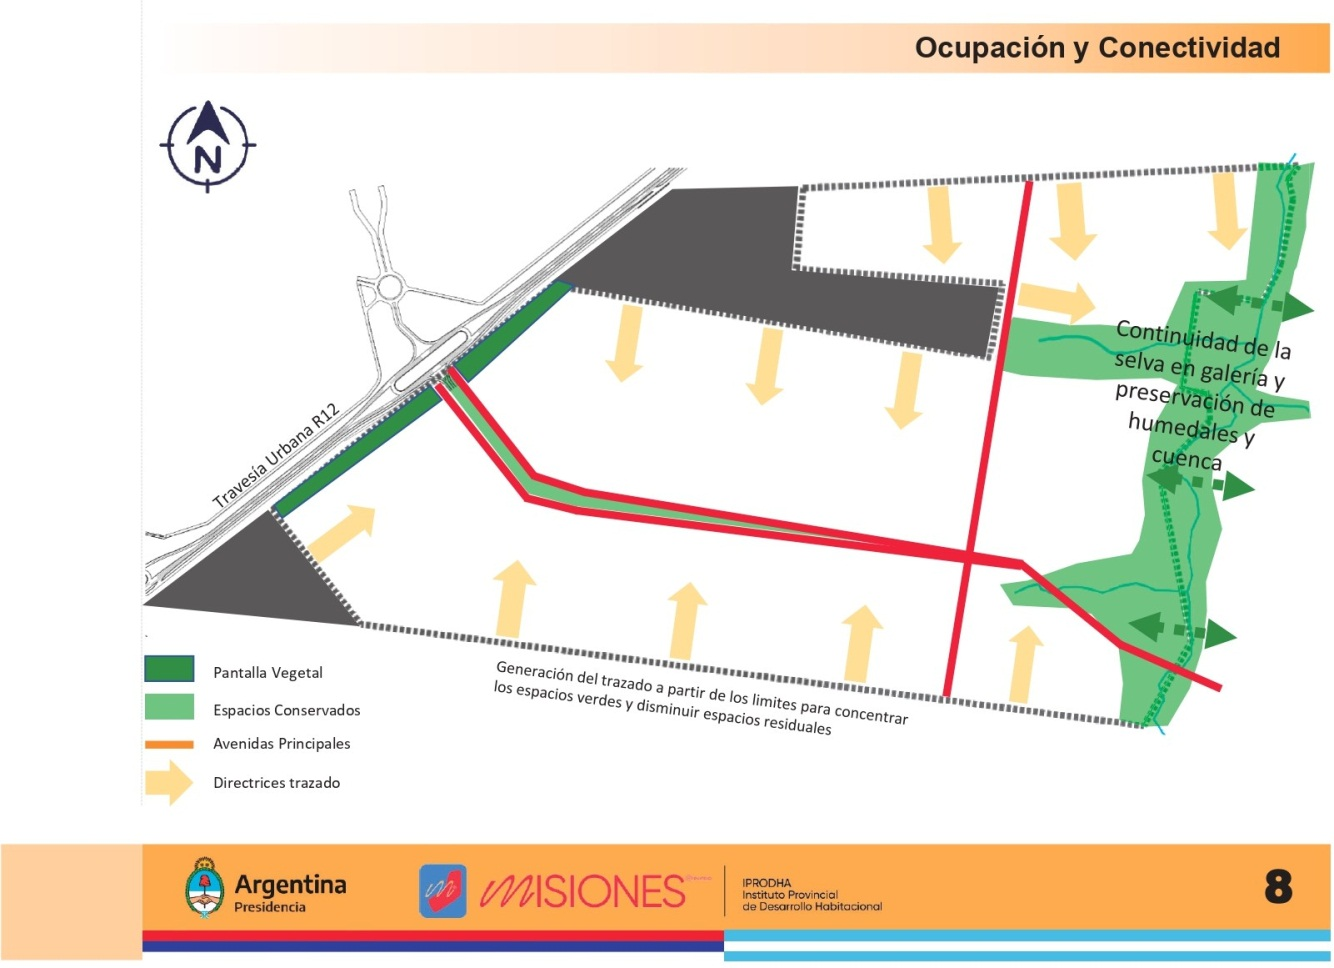 Ocupación y Conectividad
N
Travesía Urbana R12
Continuidad de la
selva en galería y
preservación de
humedales y
cuenca
Generación del trazado a partir de los limites para concentrar
los espacios verdes y disminuir espacios residuales
Pantalla Vegetal
Espacios Conservados
Avenidas Principales
Directrices trazado
Argentina
Presidencia
MISIONES
IPRODHA
Instituto Provincial
de Desarrollo Habitacional
8